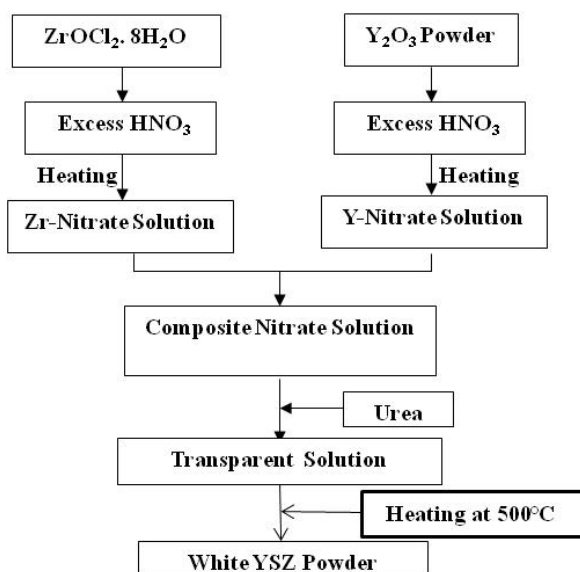 ZrOCl₂. 8H₂O
Y₂O₃ Powder
Excess HNO₃
Excess HNO₃
Heating
Heating
Zr-Nitrate Solution
Y-Nitrate Solution
Composite Nitrate Solution
Urea
Transparent Solution
Heating at 500°C
White YSZ Powder